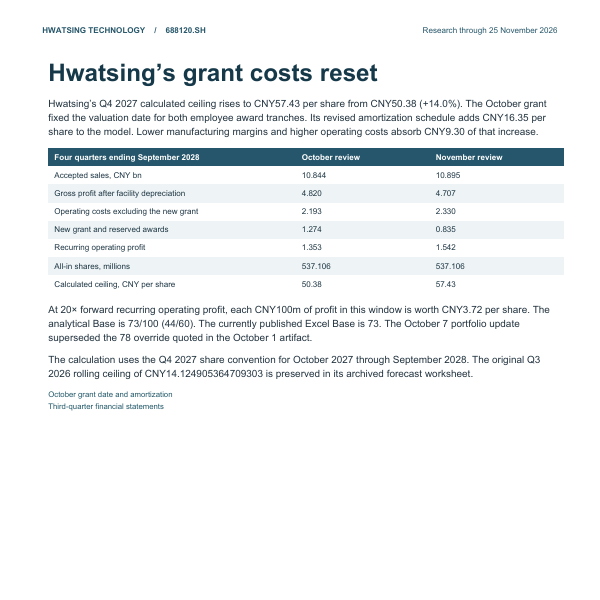 HWATSING TECHNOLOGY / 688120.SH
Research through 25 November 2026
Hwatsing's grant costs reset
Hwatsing's Q4 2027 calculated ceiling rises to CNY57.43 per share from CNY50.38 (+14.0%). The October grant
fixed the valuation date for both employee award tranches. Its revised amortization schedule adds CNY16.35 per
share to the model. Lower manufacturing margins and higher operating costs absorb CNY9.30 of that increase.
Four quarters ending September 2028 October review November review
Accepted sales, CNY bn 10.844 10.895
Gross profit after facility depreciation 4.820 4.707
Operating costs excluding the new grant 2.193 2.330
New grant and reserved awards 1.274 0.835
Recurring operating profit 1.353 1.542
All-in shares, millions 537.106 537.106
Calculated ceiling, CNY per share 50.38 57.43
At 20× forward recurring operating profit, each CNY100m of profit in this window is worth CNY3.72 per share. The
analytical Base is 73/100 (44/60). The currently published Excel Base is 73. The October 7 portfolio update
superseded the 78 override quoted in the October 1 artifact.
The calculation uses the Q4 2027 share convention for October 2027 through September 2028. The original Q3
2026 rolling ceiling of CNY14.124905364709303 is preserved in its archived forecast worksheet.
October grant date and amortization
Third-quarter financial statements